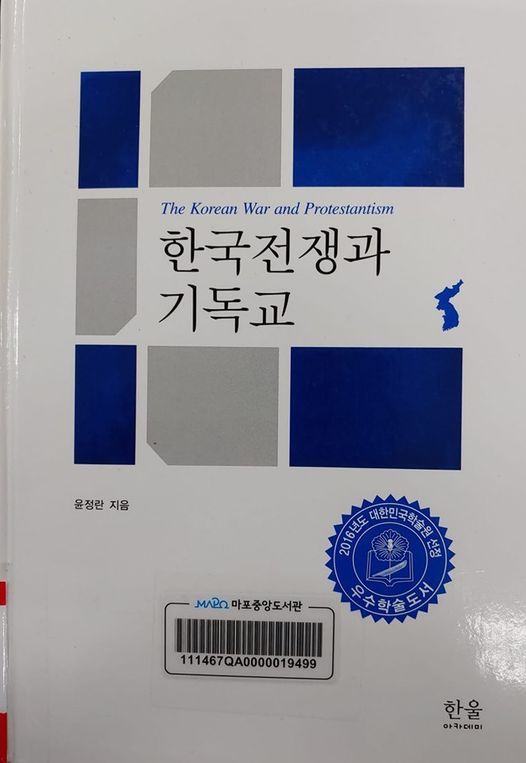 The Korean War and Protestantism
한국전쟁과
기독교
윤정란 지음
2016년도 대한민국학술원 선정
우수학술도서
MAPO 마포중앙도서관
111467QA0000019499
한울
아카데미